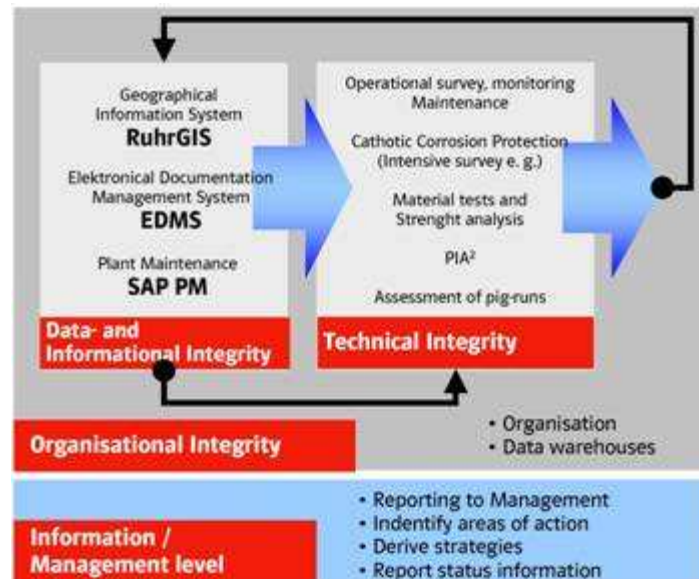 Geographical
Information System
RuhrGIS
Elektronical Documentation
Management System
EDMS
Plant Maintenance
SAP PM
Data- and
Informational Integrity
Operational survey, monitoring
Maintenance
Cathotic Corrosion Protection
(Intensive survey e. g.)
Material tests and
Strenght analysis
PIA²
Assessment of pig-runs
Technical Integrity
Organisational Integrity
• Organisation
• Data warehouses
Information /
Management level
• Reporting to Management
• Indentify areas of action
• Derive strategies
• Report status information